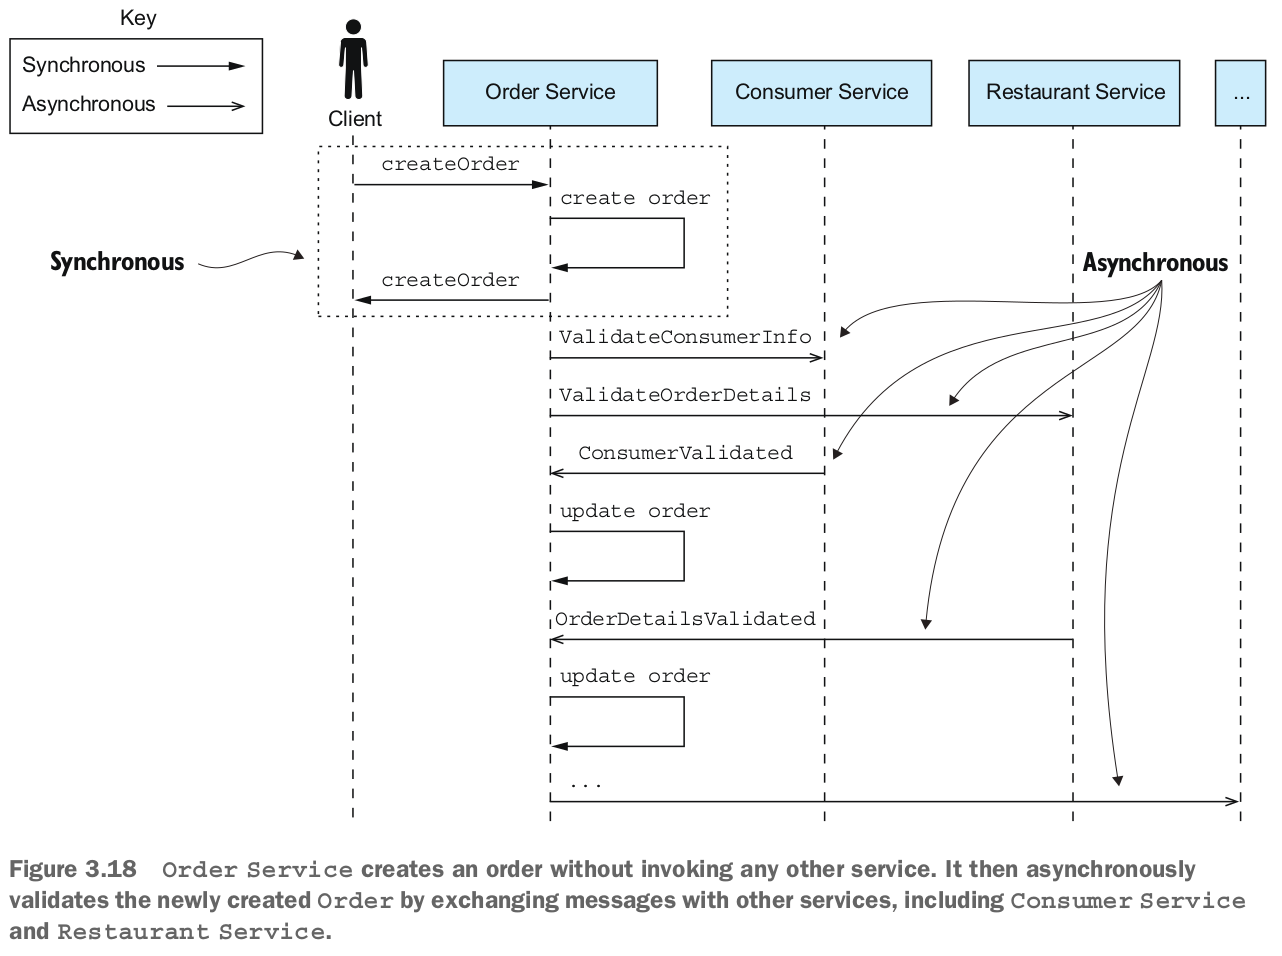 Key
Synchronous
Asynchronous
Client
Order Service
Consumer Service
Restaurant Service
...
createOrder
create order
Synchronous
createOrder
Asynchronous
ValidateConsumerInfo
ValidateOrderDetails
ConsumerValidated
update order
OrderDetailsValidated
update order
...
Figure 3.18 Order Service creates an order without invoking any other service. It then asynchronously
validates the newly created Order by exchanging messages with other services, including Consumer Service
and Restaurant Service.